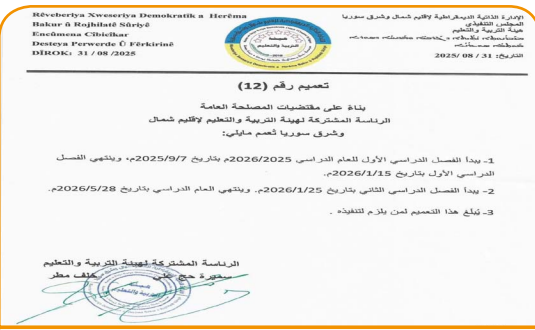 Rêveberiya Xweseriya Demokratîk a Herêma
Bakur û Rojhilatê Sûriyê
Encûmena Cîbicîkar
Desteya Perwerde Û Fêrkirinê
DÎROK: 31 / 08 /2025
الإدارة الذاتية الديمقراطية لإقليم شمال وشرق سوريا
المجلس التنفيذي
هيئة التربية والتعليم
التاريخ: 31 / 08 /2025
تعميم رقم (12)
بناءً على مقتضيات المصلحة العامة
الرئاسة المشتركة لهيئة التربية والتعليم لإقليم شمال
وشرق سوريا تُعمم مايلي:
1- يبدأ الفصل الدراسي الأول للعام الدراسي 2026/2025م بتاريخ 2025/9/7م، وينتهي الفصل
الدراسي الأول بتاريخ 2026/1/15م.
2- يبدأ الفصل الدراسي الثاني بتاريخ 2026/1/25م. وينتهي العام الدراسي بتاريخ 2026/5/28م.
3- يُبلّغ هذا التعميم لمن يلزم لتنفيذه .
الرئاسة المشتركة لهيئة التربية والتعليم
سميرة حج علي خلف مطر